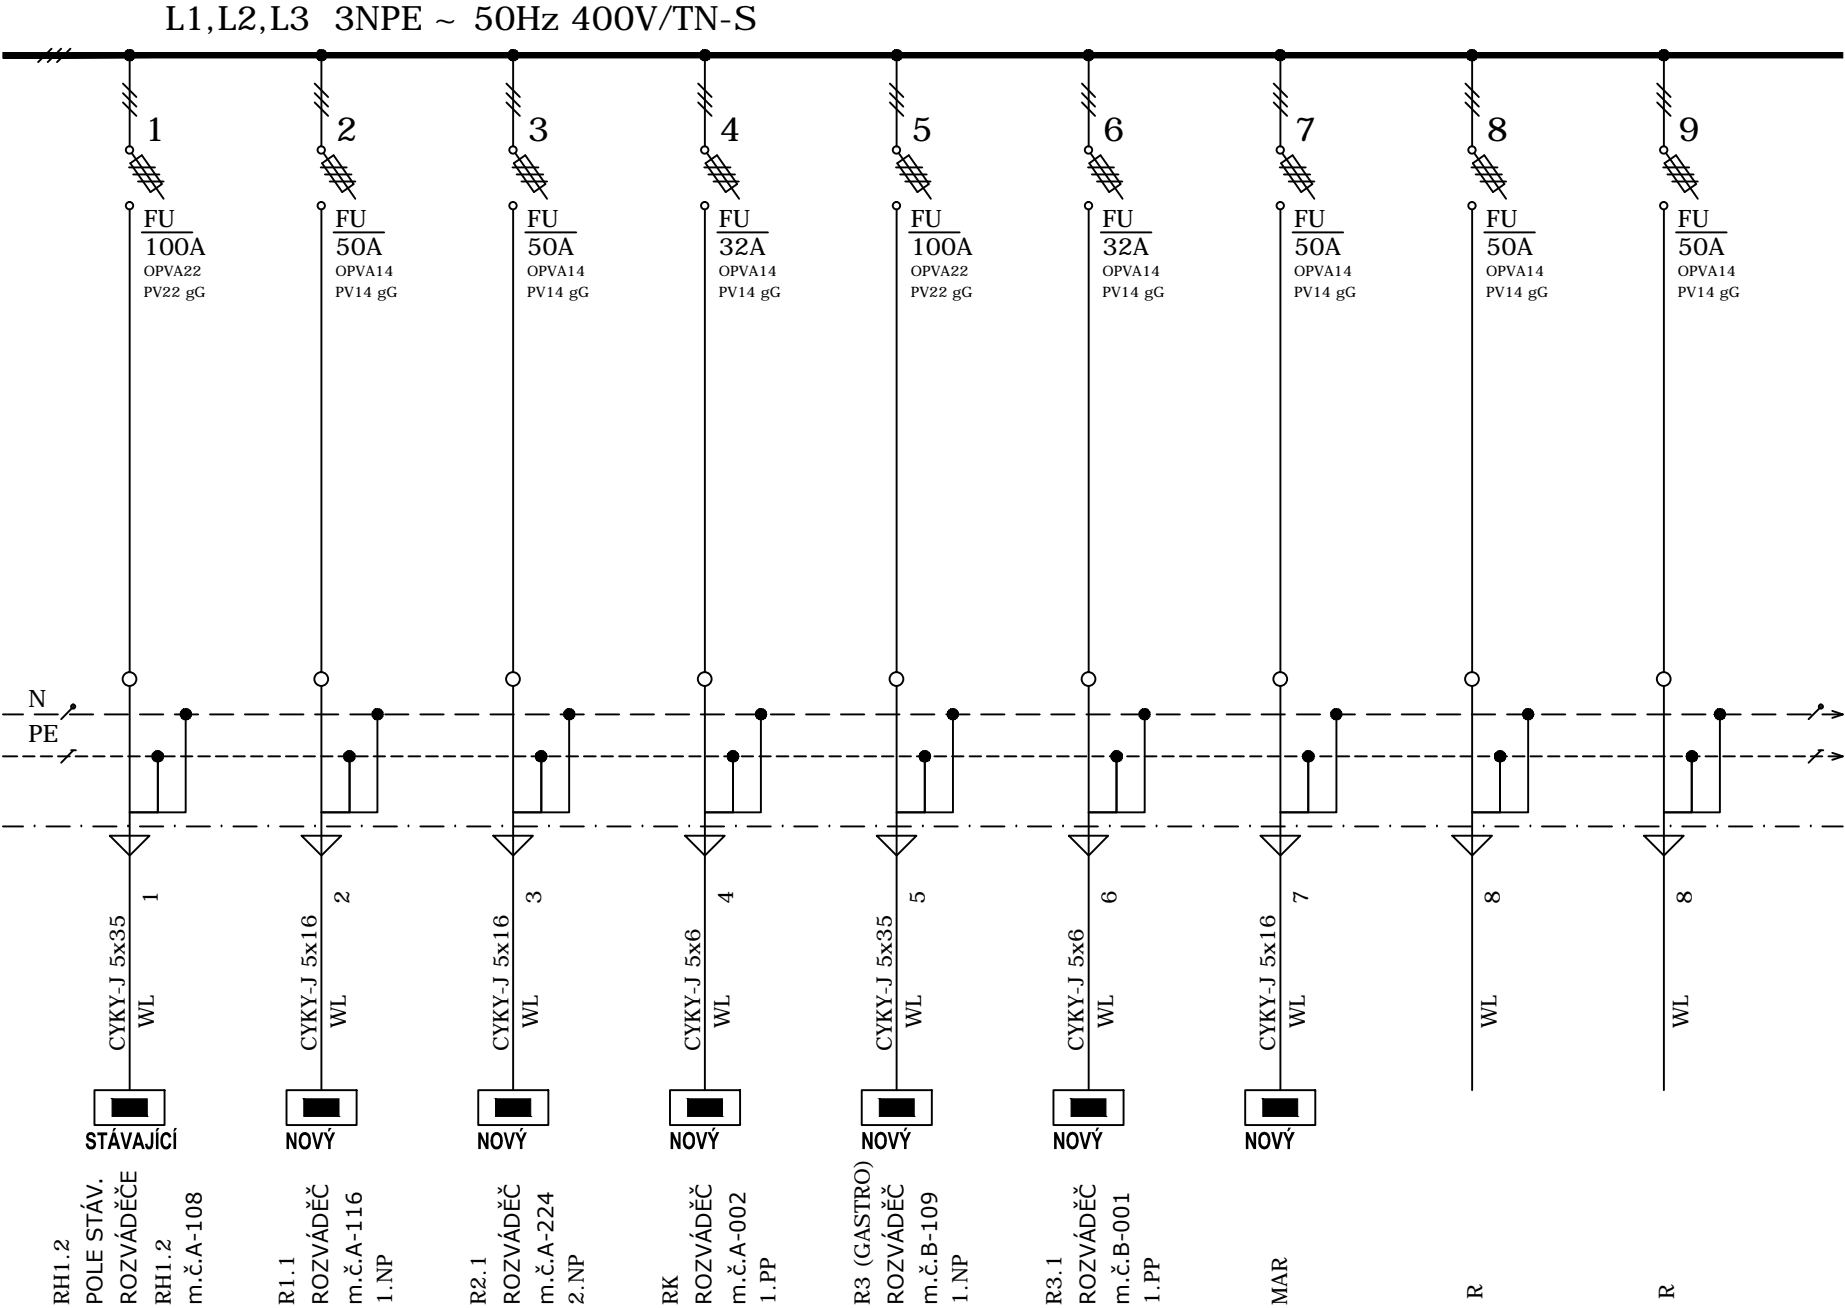 L1,L2,L3 3NPE ~ 50Hz 400V/TN-S
1
2
3
4
5
6
7
8
9
FU
100A
OPVA22
PV22 gG
FU
50A
OPVA14
PV14 gG
FU
50A
OPVA14
PV14 gG
FU
32A
OPVA14
PV14 gG
FU
100A
OPVA22
PV22 gG
FU
32A
OPVA14
PV14 gG
FU
50A
OPVA14
PV14 gG
FU
50A
OPVA14
PV14 gG
FU
50A
OPVA14
PV14 gG
N
PE
CYKY-J 5x35
WL 1
CYKY-J 5x16
WL 2
CYKY-J 5x16
WL 3
CYKY-J 5x6
WL 4
CYKY-J 5x35
WL 5
CYKY-J 5x6
WL 6
CYKY-J 5x16
WL 7
WL 8
WL 8
STÁVAJÍCÍ
NOVÝ
NOVÝ
NOVÝ
NOVÝ
NOVÝ
NOVÝ
RH1.2
POLE STÁV.
ROZVÁDĚČE
RH1.2
m.č.A-108
R1.1
ROZVÁDĚČ
m.č.A-116
1.NP
R2.1
ROZVÁDĚČ
m.č.A-224
2.NP
RK
ROZVÁDĚČ
m.č.A-002
1.PP
R3 (GASTRO)
ROZVÁDĚČ
m.č.B-109
1.NP
R3.1
ROZVÁDĚČ
m.č.B-001
1.PP
MAR
R
R